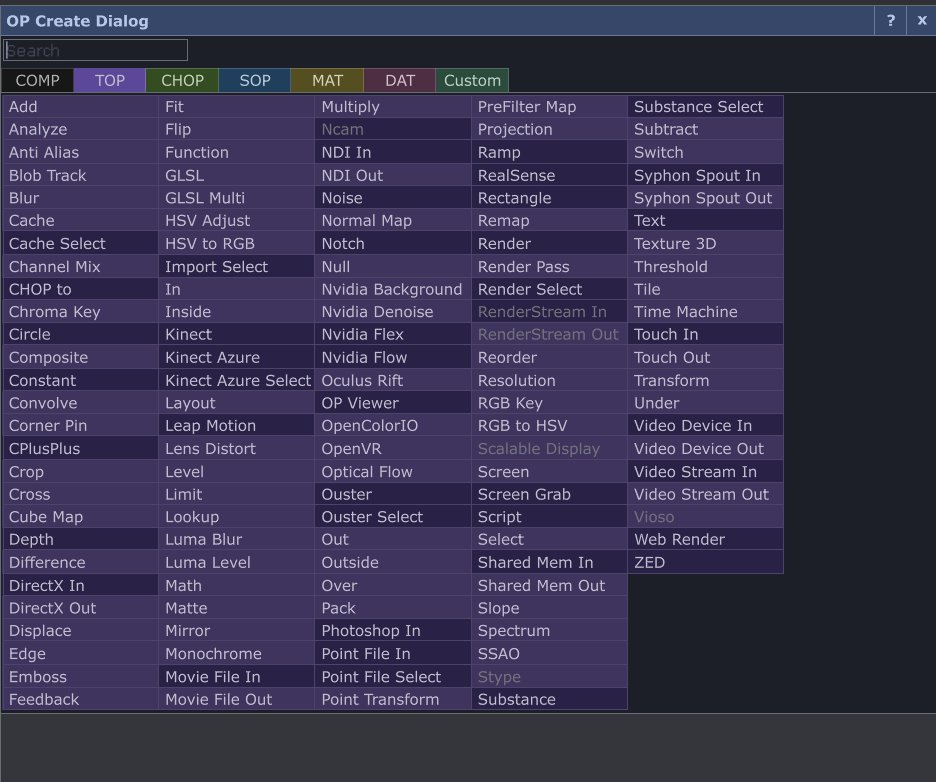 OP Create Dialog ? x
Search
COMP TOP CHOP SOP MAT DAT Custom
Add Fit Multiply PreFilter Map Substance Select
Analyze Flip Ncam Projection Subtract
Anti Alias Function NDI In Ramp Switch
Blob Track GLSL NDI Out RealSense Syphon Spout In
Blur GLSL Multi Noise Rectangle Syphon Spout Out
Cache HSV Adjust Normal Map Remap Text
Cache Select HSV to RGB Notch Render Texture 3D
Channel Mix Import Select Null Render Pass Threshold
CHOP to In Nvidia Background Render Select Tile
Chroma Key Inside Nvidia Denoise RenderStream In Time Machine
Circle Kinect Nvidia Flex RenderStream Out Touch In
Composite Kinect Azure Nvidia Flow Reorder Touch Out
Constant Kinect Azure Select Oculus Rift Resolution Transform
Convolve Layout OP Viewer RGB Key Under
Corner Pin Leap Motion OpenColorIO RGB to HSV Video Device In
CPlusPlus Lens Distort OpenVR Scalable Display Video Device Out
Crop Level Optical Flow Screen Video Stream In
Cross Limit Ouster Screen Grab Video Stream Out
Cube Map Lookup Ouster Select Script Vioso
Depth Luma Blur Out Select Web Render
Difference Luma Level Outside Shared Mem In ZED
DirectX In Math Over Shared Mem Out
DirectX Out Matte Pack Slope
Displace Mirror Photoshop In Spectrum
Edge Monochrome Point File In SSAO
Emboss Movie File In Point File Select Stype
Feedback Movie File Out Point Transform Substance